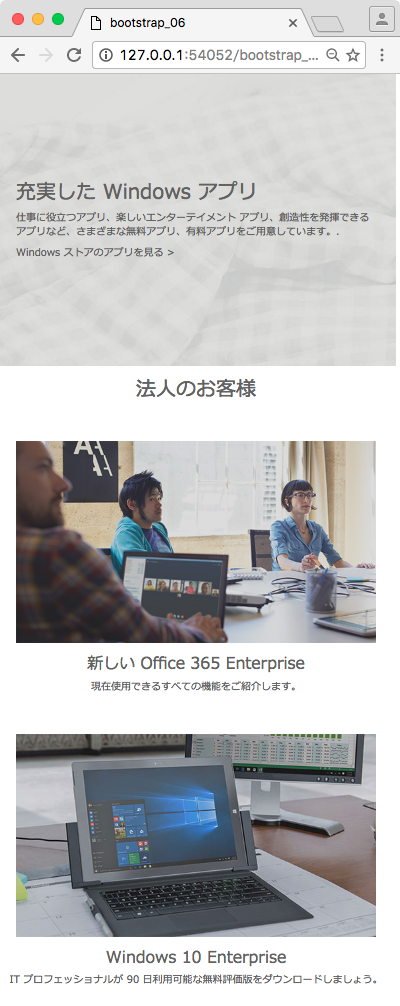 bootstrap_06
127.0.0.1:54052/bootstrap_...
充実した Windows アプリ
仕事に役立つアプリ、楽しいエンターテイメント アプリ、創造性を発揮できる
アプリなど、さまざまな無料アプリ、有料アプリをご用意しています。.
Windows ストアのアプリを見る >
法人のお客様
新しい Office 365 Enterprise
現在使用できるすべての機能をご紹介します。
Windows 10 Enterprise
IT プロフェッショナルが 90 日利用可能な無料評価版をダウンロードしましょう。